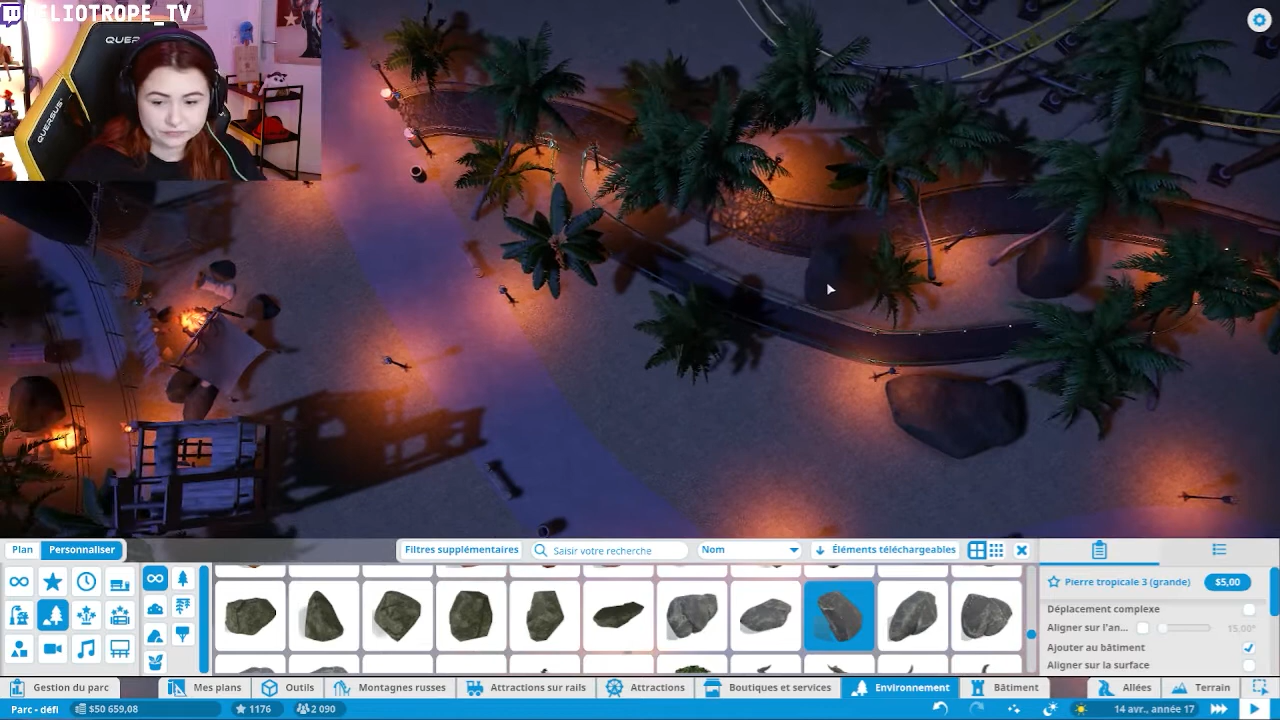 HELIOTROPE_TV
QUER
QUERSUS
Plan
Personnaliser
Filtres supplémentaires
Saisir votre recherche
Nom
Éléments téléchargeables
Pierre tropicale 3 (grande)
$5,00
Déplacement complexe
Aligner sur l'an...
15,00°
Ajouter au bâtiment
Aligner sur la surface
Gestion du parc
Mes plans
Outils
Montagnes russes
Attractions sur rails
Attractions
Boutiques et services
Environnement
Bâtiment
Allées
Terrain
Parc - défi
$50 659,08
1176
2 090
14 avr., année 17